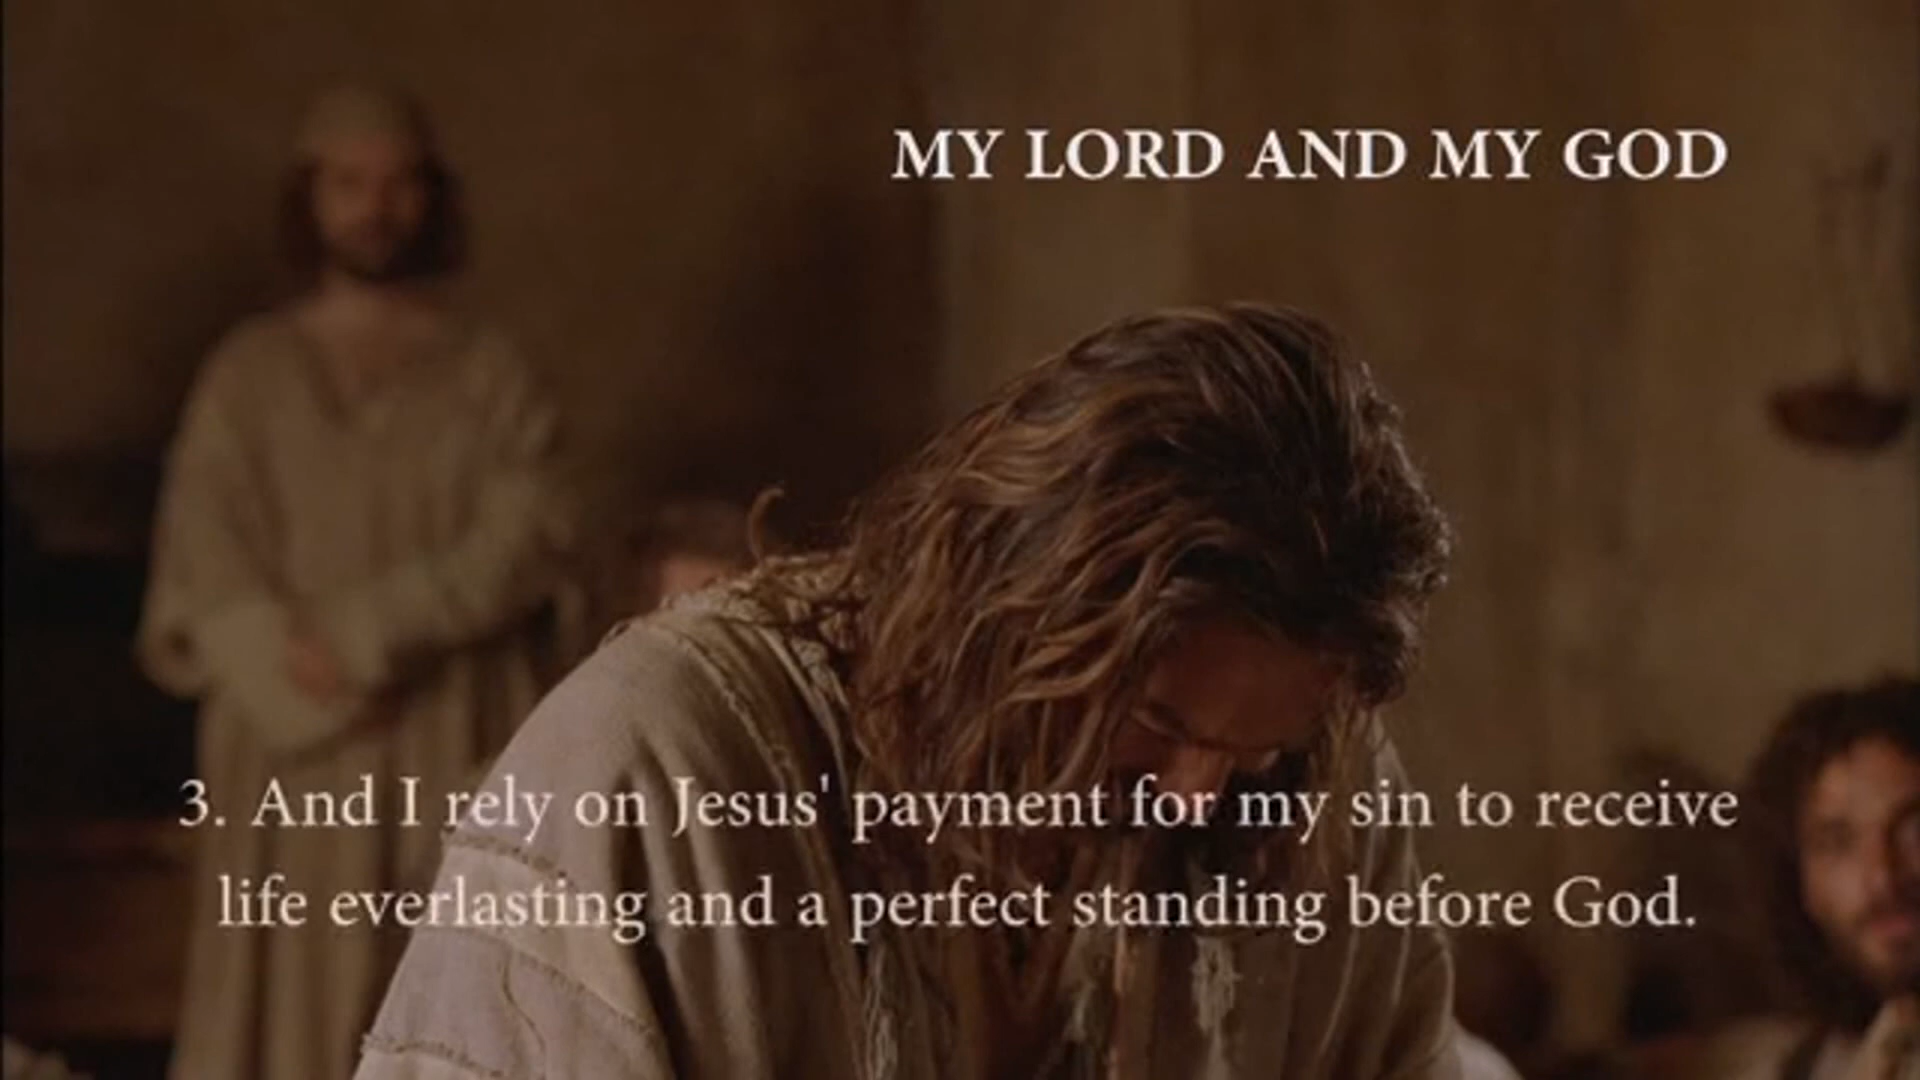 MY LORD AND MY GOD
3. And I rely on Jesus' payment for my sin to receive
life everlasting and a perfect standing before God.